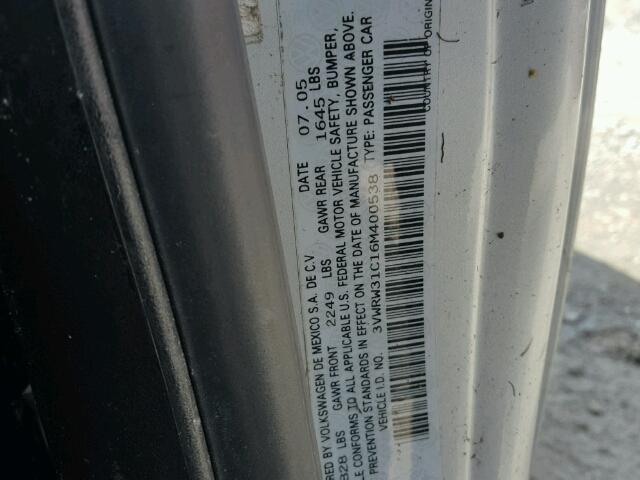 RED BY VOLKSWAGEN DE MEXICO S.A. DE C.V. DATE 07.05
828 LBS GAWR FRONT 2249 LBS GAWR REAR 1645 LBS
LE CONFORMS TO ALL APPLICABLE U.S. FEDERAL MOTOR VEHICLE SAFETY, BUMPER,
PREVENTION STANDARDS IN EFFECT ON THE DATE OF MANUFACTURE SHOWN ABOVE.
VEHICLE I.D. NO. 3VWRW31C16M400538 TYPE: PASSENGER CAR
COUNTRY OF ORIGIN